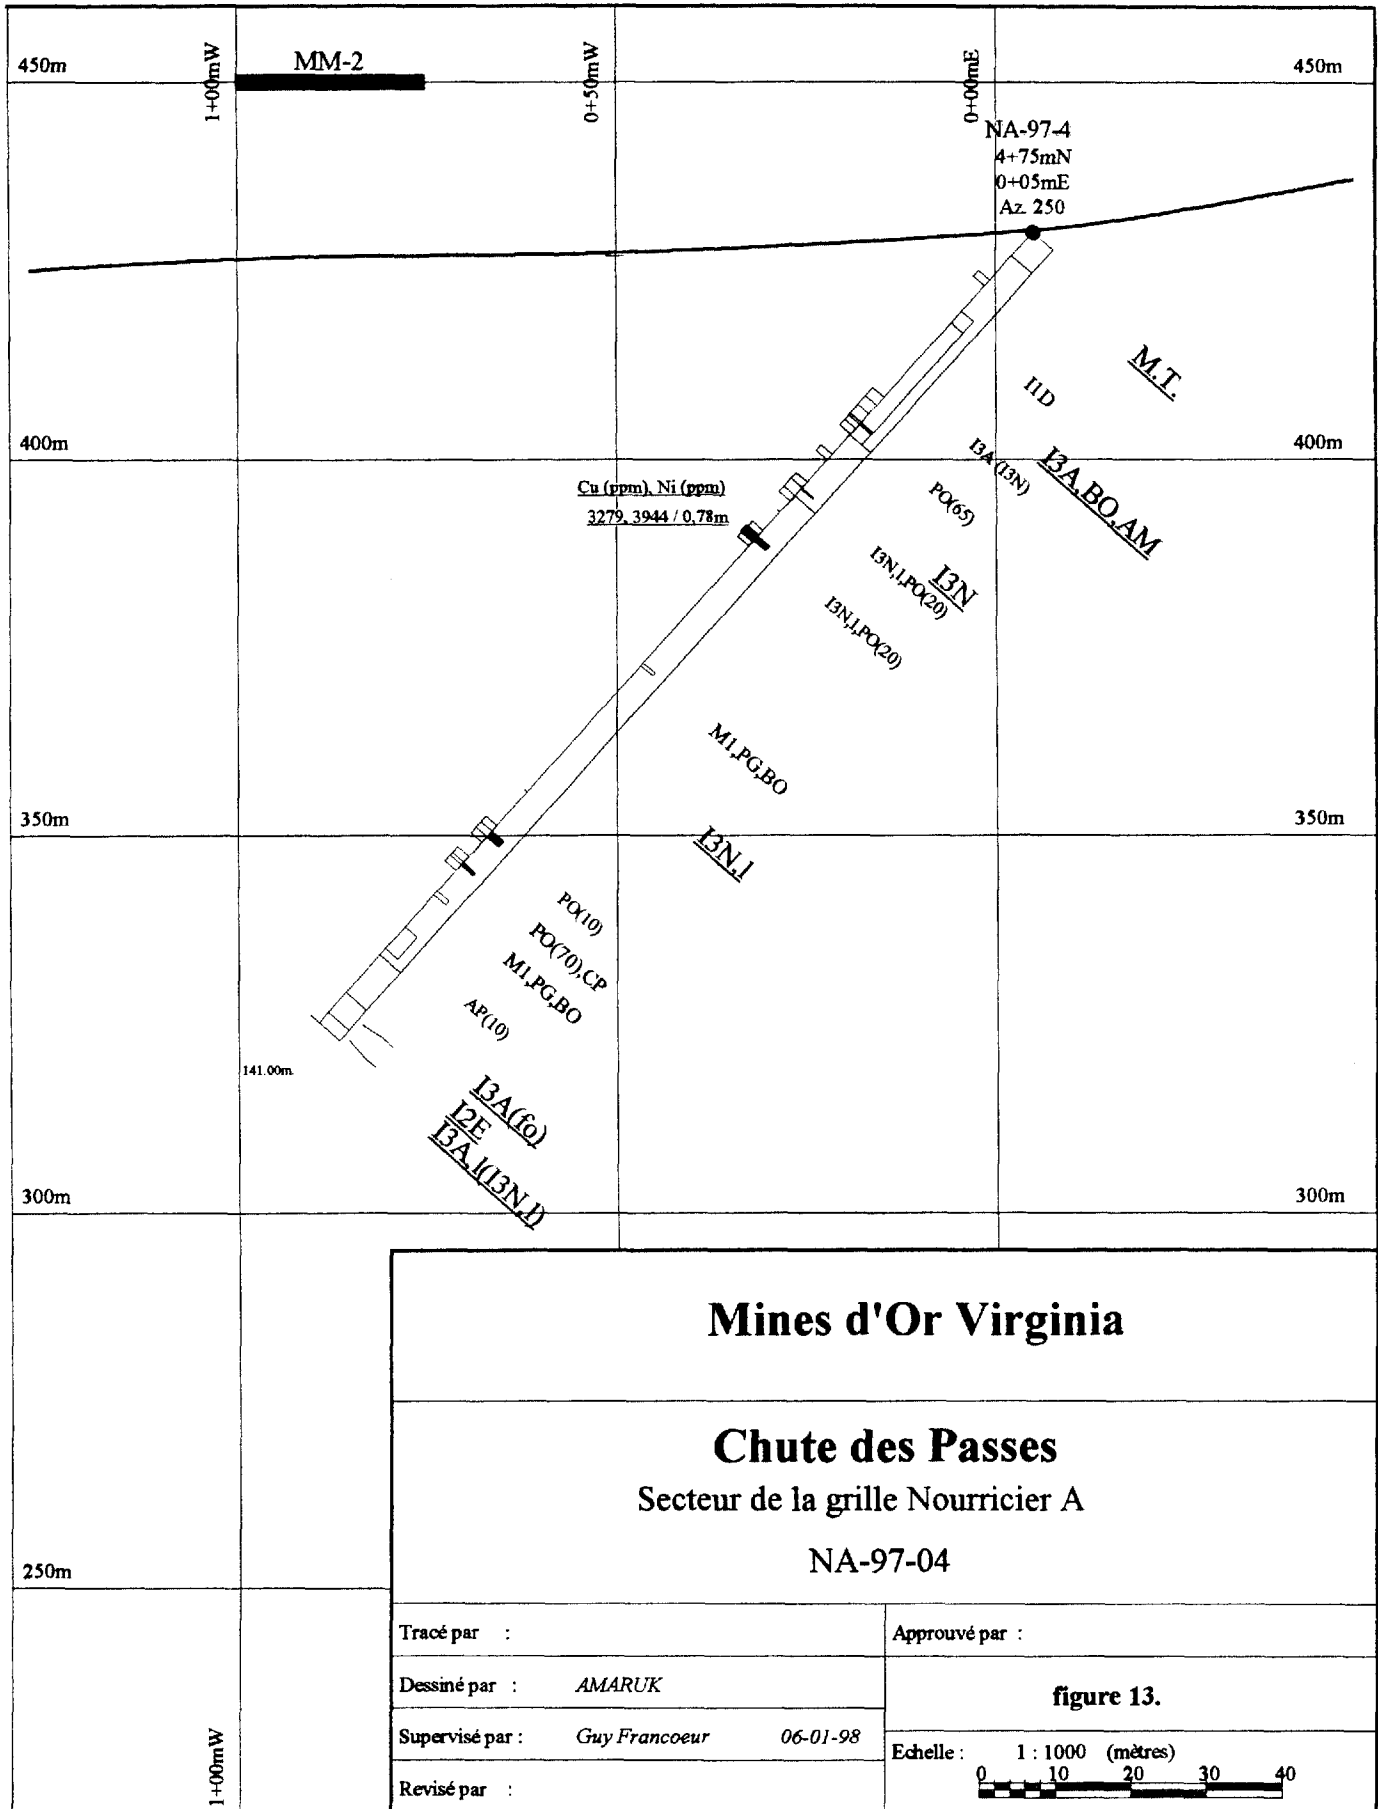 450m
1+00mW
MM-2
0+50mW
0+00mE
450m
NA-97-4
4+75mN
0+05mE
Az. 250
M.T.
I1D
400m
I3A (I3N)
I3A,BO,AM
PO(65)
Cu (ppm), Ni (ppm)
3279, 3944 / 0,78m
I3N,1,PO(20)
I3N
I3N,1,PO(20)
M1,PG,BO
350m
I3N,1
350m
PO(10)
PO(70),CP
M1,PG,BO
AP(10)
141.00m
I3A(fo)
I2E
I3A,1(I3N,1)
300m
300m
Mines d'Or Virginia
Chute des Passes
Secteur de la grille Nourricier A
NA-97-04
250m
Tracé par :
Approuvé par :
Dessiné par : AMARUK
figure 13.
Supervisé par : Guy Francoeur 06-01-98
Echelle : 1 : 1000 (mètres)
0 10 20 30 40
Revisé par :
1+00mW